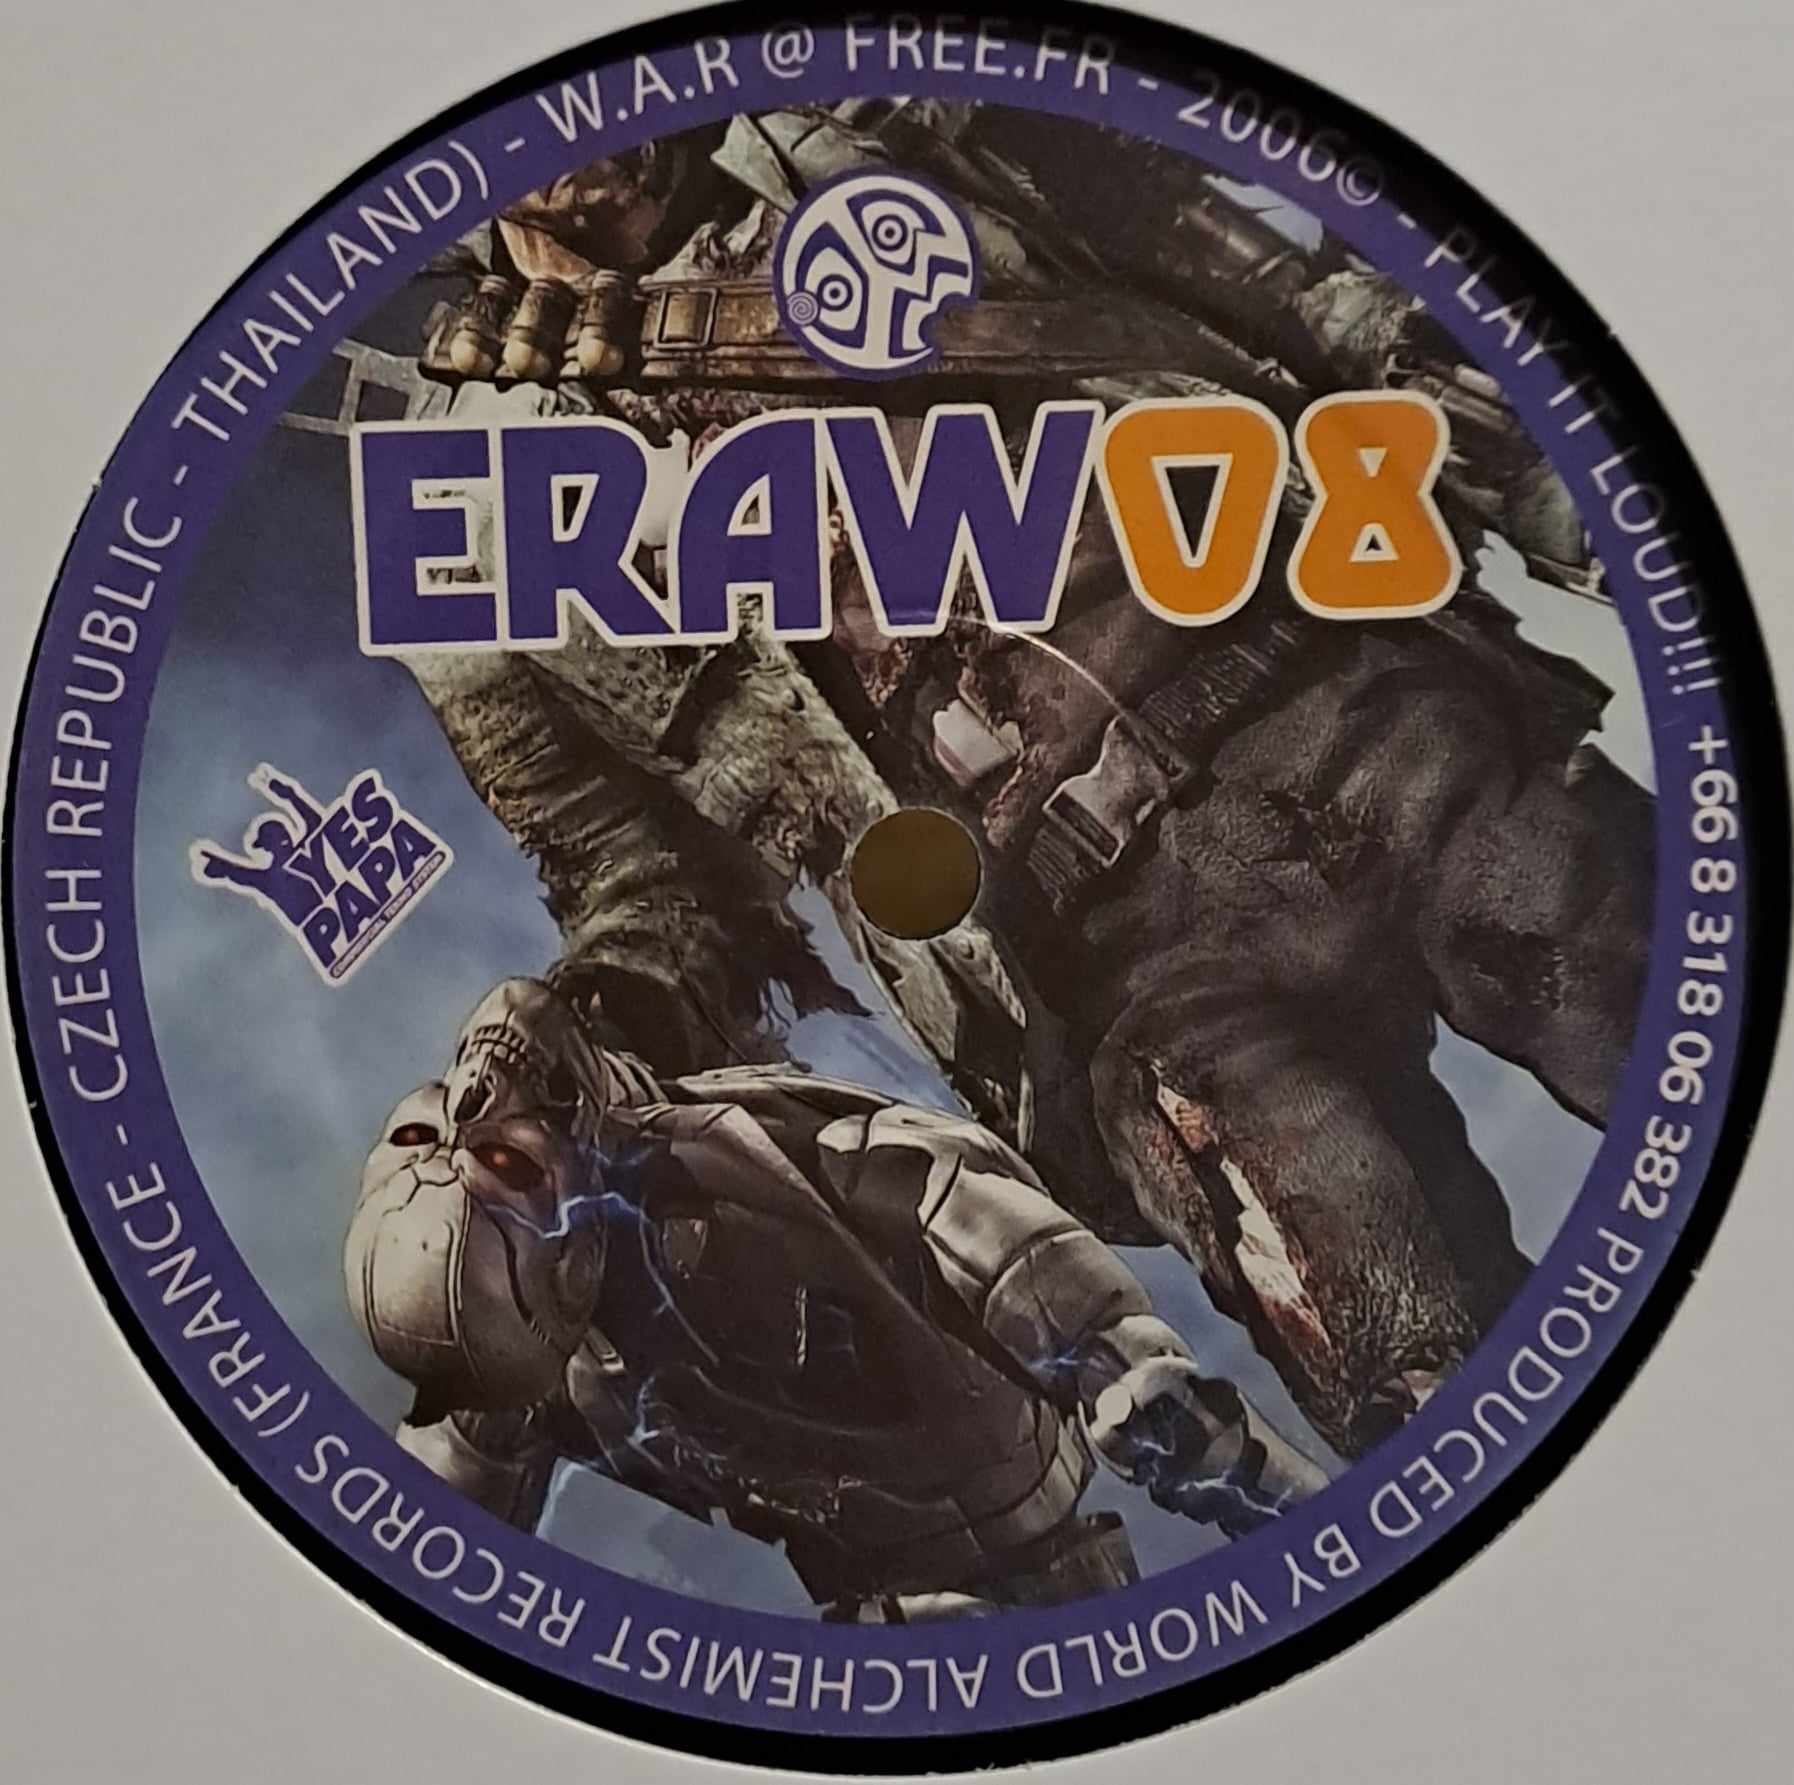 ERAW08
YES
PAPA
PRODUCED BY WORLD ALCHEMIST RECORDS (FRANCE - CZECH REPUBLIC - THAILAND) - W.A.R @ FREE.FR - 2006© - PLAY IT LOUD!!! +66 8 318 06 382